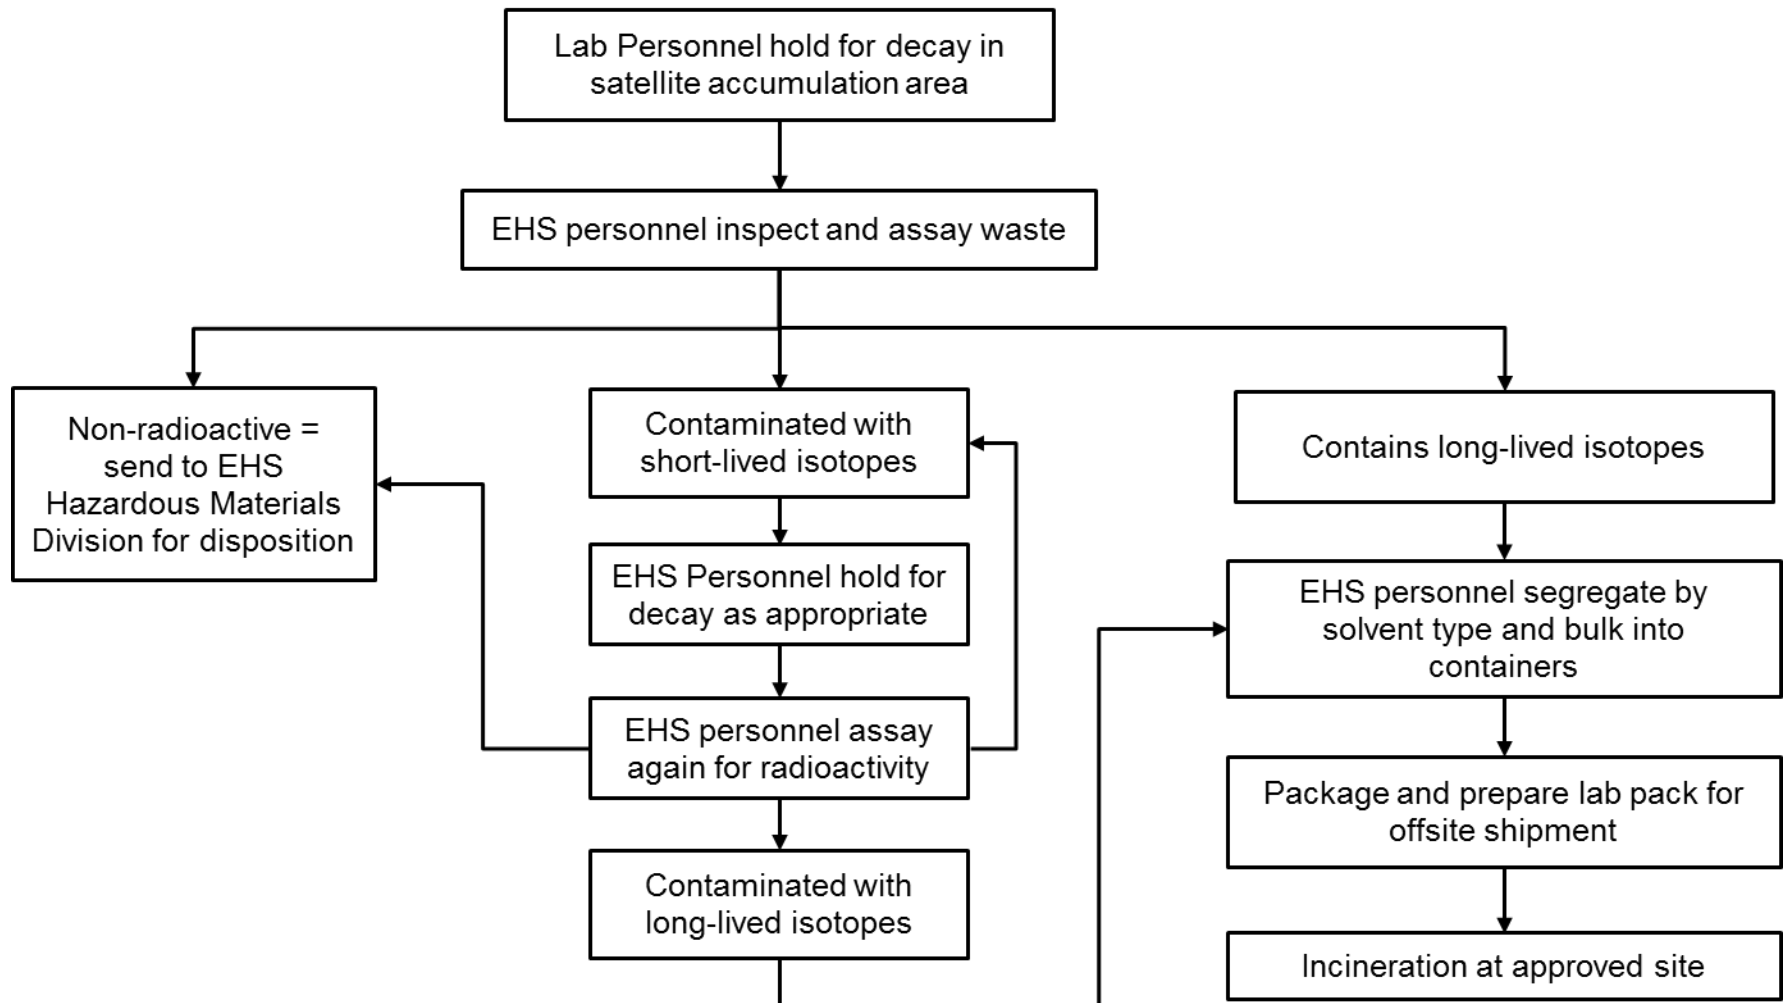 Lab Personnel hold for decay in
satellite accumulation area
EHS personnel inspect and assay waste
Non-radioactive =
send to EHS
Hazardous Materials
Division for disposition
Contaminated with
short-lived isotopes
EHS Personnel hold for
decay as appropriate
EHS personnel assay
again for radioactivity
Contaminated with
long-lived isotopes
Contains long-lived isotopes
EHS personnel segregate by
solvent type and bulk into
containers
Package and prepare lab pack for
offsite shipment
Incineration at approved site